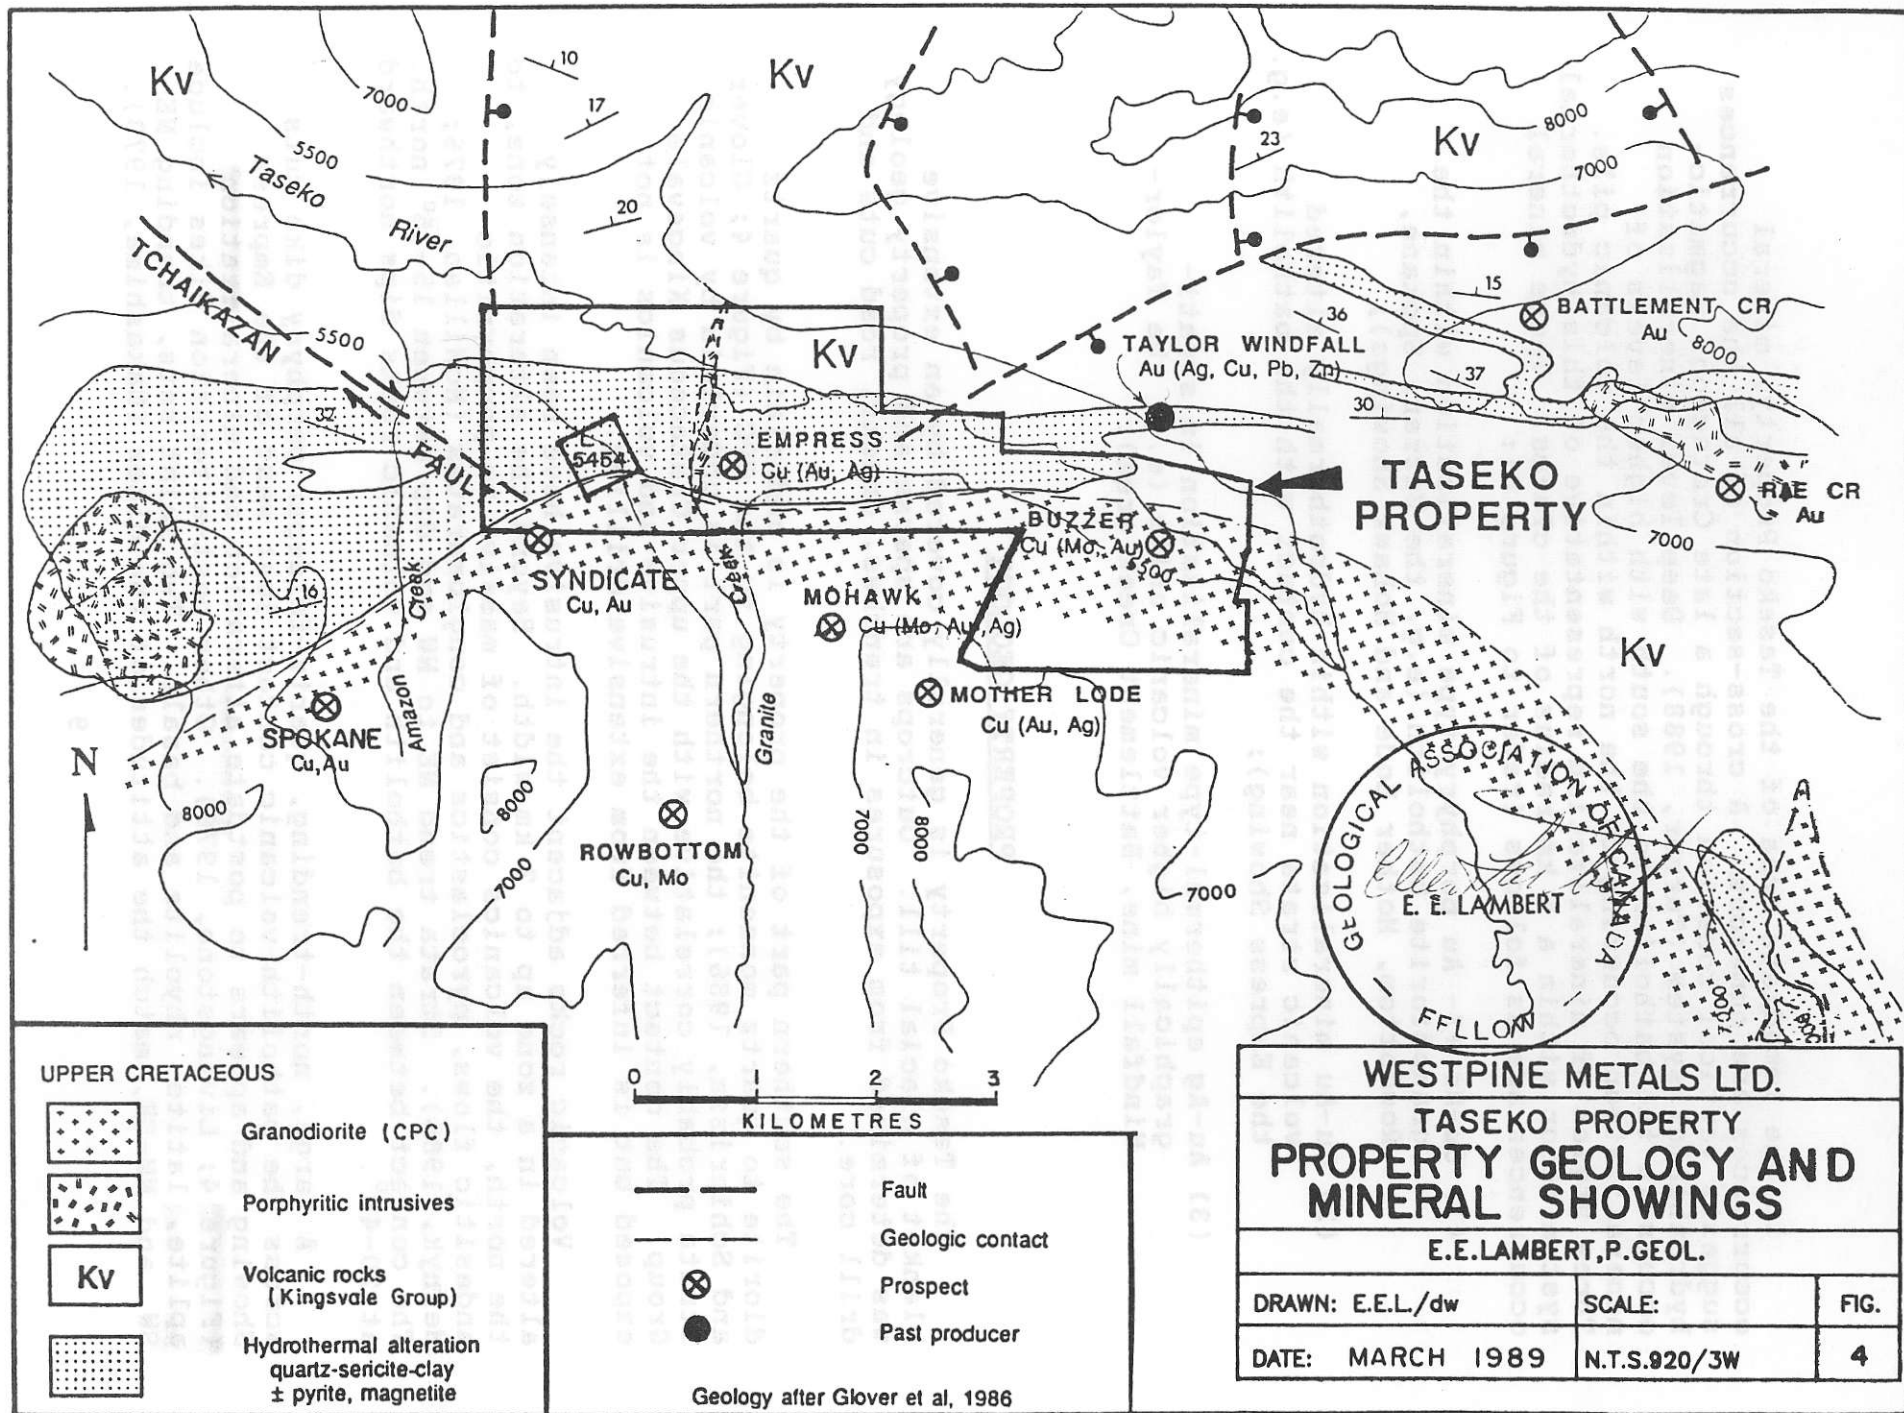 Kv
Kv
Kv
Kv
Kv
10
17
20
23
15
36
37
30
37
16
7000
5500
5500
8000
7000
8000
7000
5500
8000
7000
8000
7000
8000
7000
7000
Taseko
River
TCHAIKAZAN
FAULT
BATTLEMENT CR
Au
TAYLOR WINDFALL
Au (Ag, Cu, Pb, Zn)
L
5454
EMPRESS
Cu (Au, Ag)
TASEKO
PROPERTY
RAE CR
Au
BUZZER
Cu (Mo, Au)
SYNDICATE
Cu, Au
MOHAWK
Cu (Mo, Au, Ag)
Creek
Amazon
Creek
Granite
MOTHER LODE
Cu (Au, Ag)
SPOKANE
Cu, Au
ROWBOTTOM
Cu, Mo
N
GEOLOGICAL ASSOCIATION OF CANADA
E. E. LAMBERT
FELLOW
UPPER CRETACEOUS
Granodiorite (CPC)
Porphyritic intrusives
Kv
Volcanic rocks
(Kingsvale Group)
Hydrothermal alteration
quartz-sericite-clay
± pyrite, magnetite
0 1 2 3
KILOMETRES
Fault
Geologic contact
Prospect
Past producer
Geology after Glover et al, 1986
WESTPINE METALS LTD.
TASEKO PROPERTY
PROPERTY GEOLOGY AND
MINERAL SHOWINGS
E.E.LAMBERT, P.GEOL.
DRAWN: E.E.L./dw
SCALE:
FIG.
DATE: MARCH 1989
N.T.S.920/3W
4